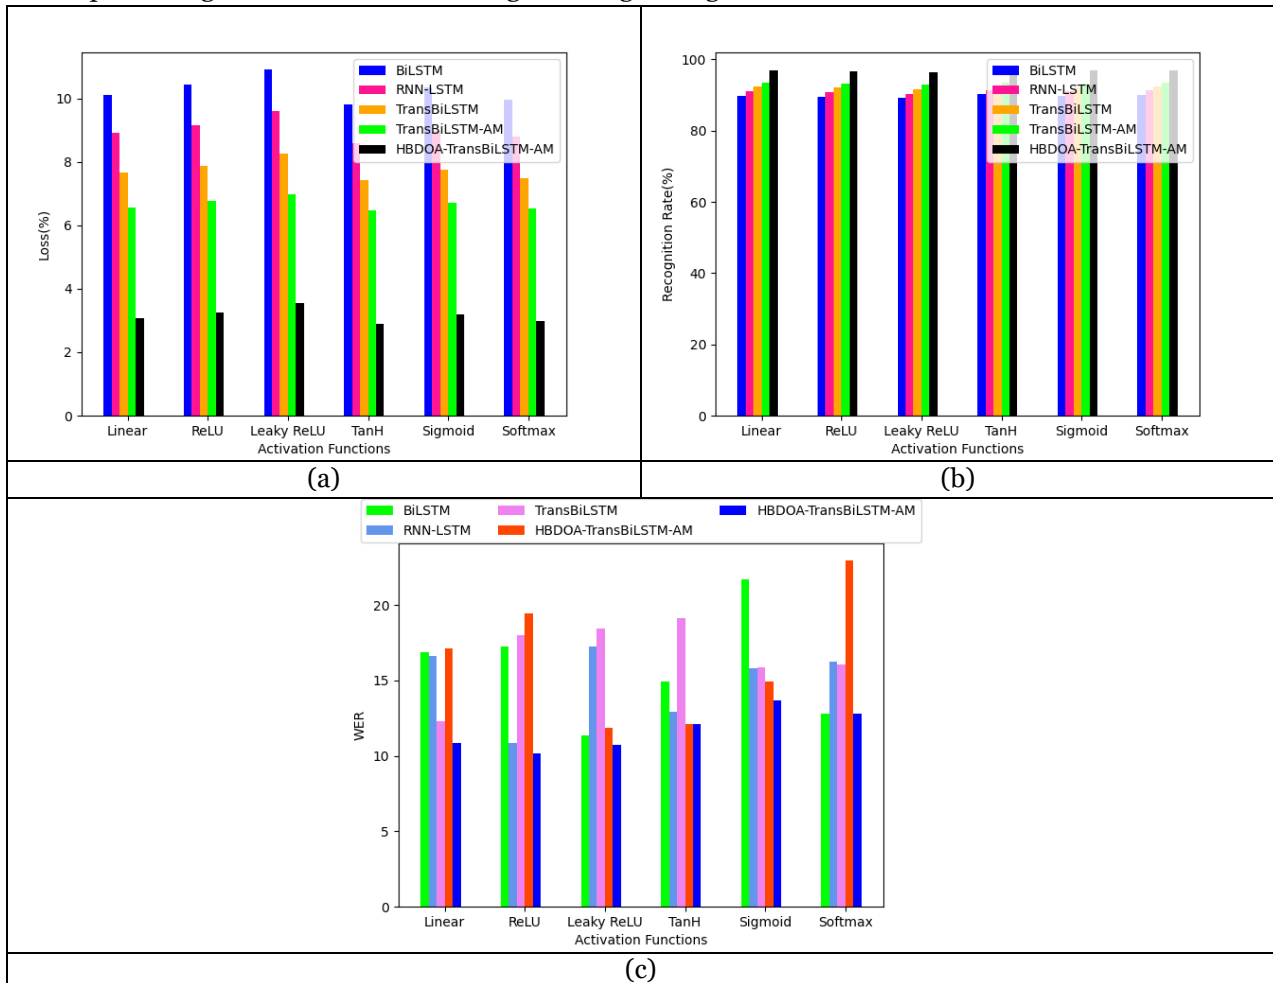 BiLSTM
RNN-LSTM
TransBiLSTM
TransBiLSTM-AM
HBDOA-TransBiLSTM-AM
Loss(%)
10
8
6
4
2
0
Linear ReLU Leaky ReLU TanH Sigmoid Softmax
Activation Functions
(a)
BiLSTM
RNN-LSTM
TransBiLSTM
TransBiLSTM-AM
HBDOA-TransBiLSTM-AM
Recognition Rate(%)
100
80
60
40
20
0
Linear ReLU Leaky ReLU TanH Sigmoid Softmax
Activation Functions
(b)
BiLSTM TransBiLSTM HBDOA-TransBiLSTM-AM
RNN-LSTM HBDOA-TransBiLSTM-AM
WER
20
15
10
5
0
Linear ReLU Leaky ReLU TanH Sigmoid Softmax
Activation Functions
(c)